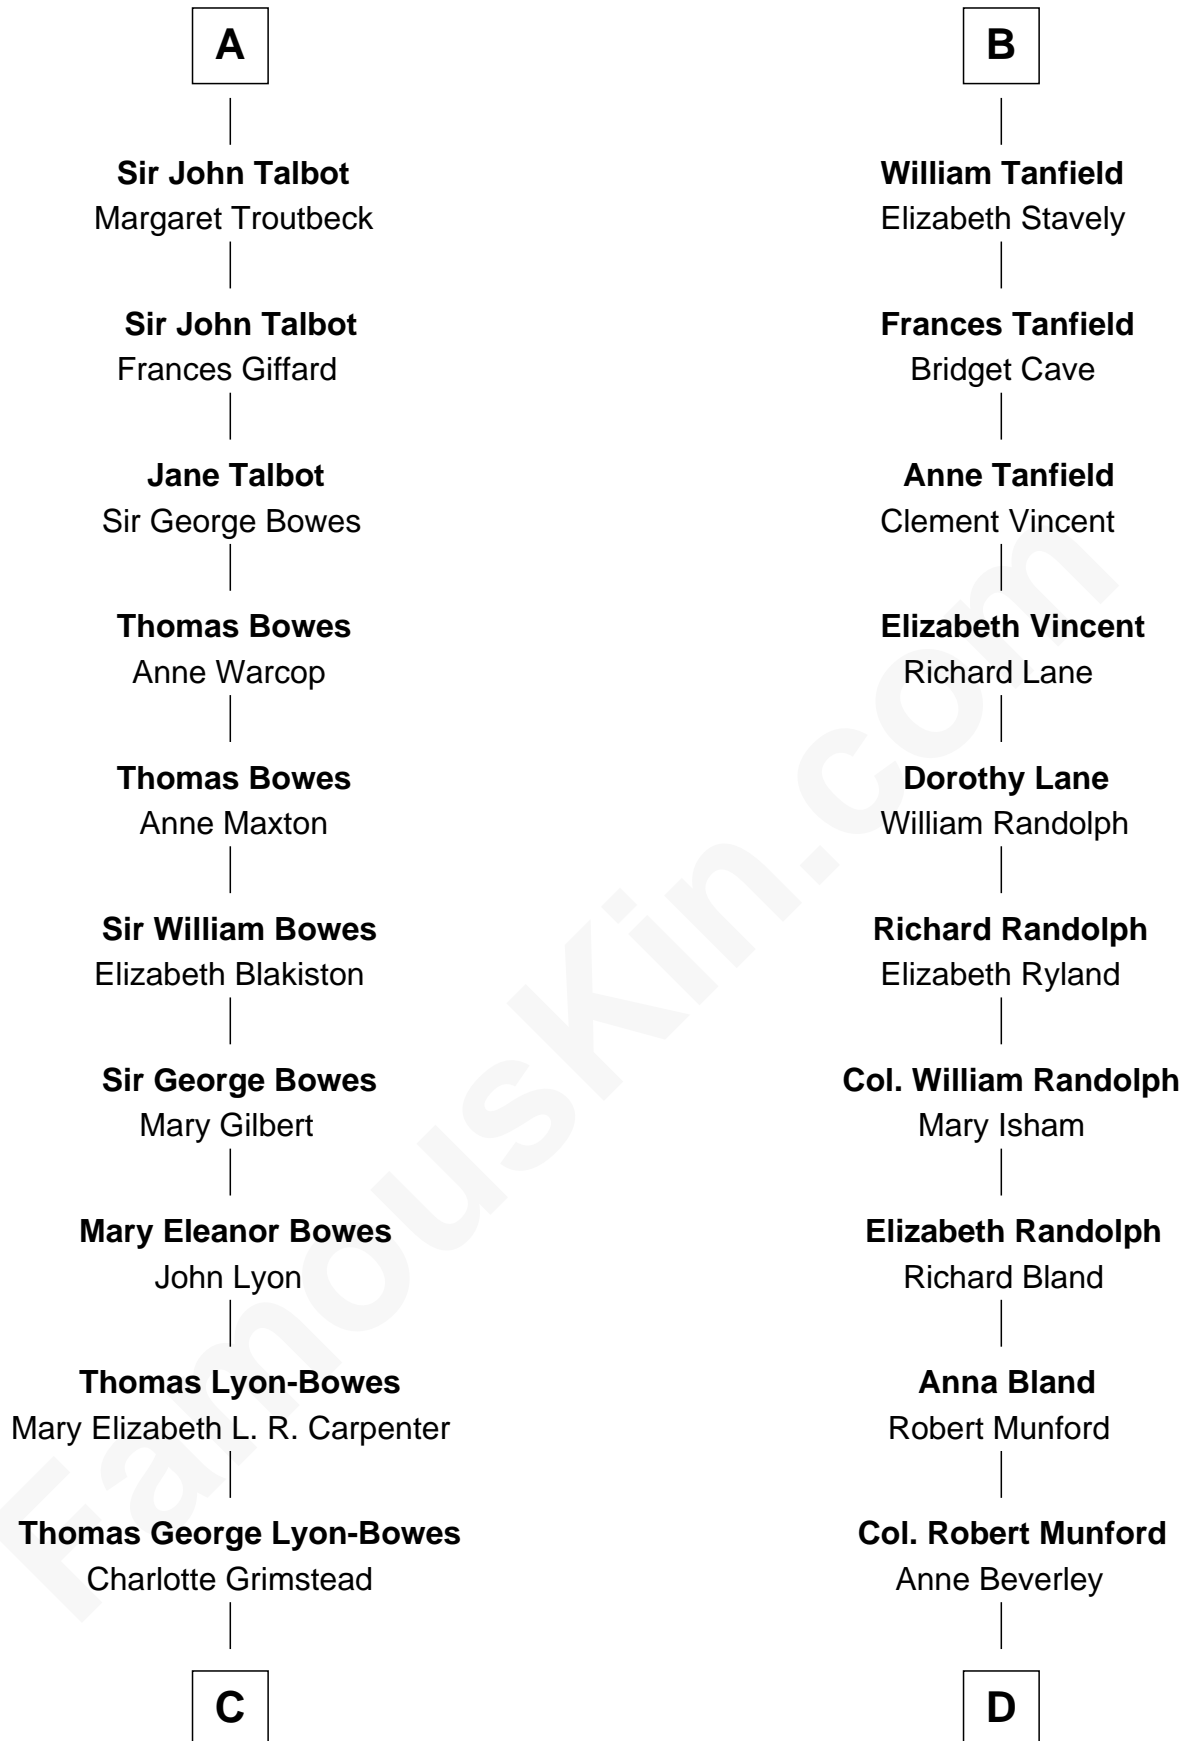 A
Sir John Talbot
Margaret Troutbeck
Sir John Talbot
Frances Giffard
Jane Talbot
Sir George Bowes
Thomas Bowes
Anne Warcop
Thomas Bowes
Anne Maxton
Sir William Bowes
Elizabeth Blakiston
Sir George Bowes
Mary Gilbert
Mary Eleanor Bowes
John Lyon
Thomas Lyon-Bowes
Mary Elizabeth L. R. Carpenter
Thomas George Lyon-Bowes
Charlotte Grimstead
C
B
William Tanfield
Elizabeth Stavely
Frances Tanfield
Bridget Cave
Anne Tanfield
Clement Vincent
Elizabeth Vincent
Richard Lane
Dorothy Lane
William Randolph
Richard Randolph
Elizabeth Ryland
Col. William Randolph
Mary Isham
Elizabeth Randolph
Richard Bland
Anna Bland
Robert Munford
Col. Robert Munford
Anne Beverley
D
FamousKin.com